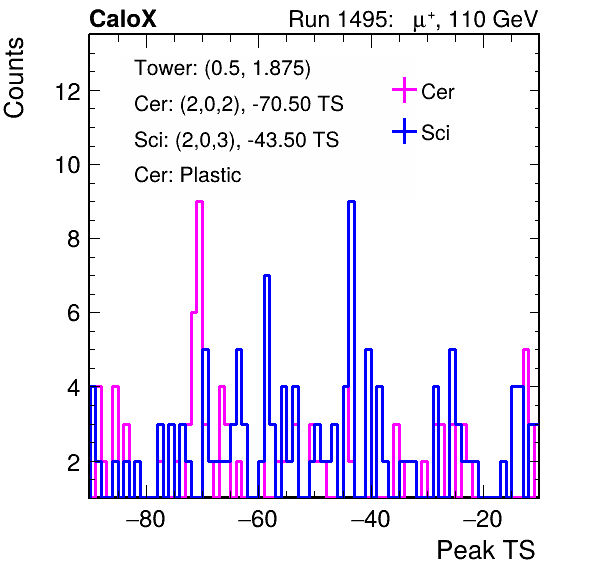 CaloX Run 1495: μ⁺, 110 GeV
Counts
Tower: (0.5, 1.875)
Cer: (2,0,2), -70.50 TS
Sci: (2,0,3), -43.50 TS
Cer: Plastic
Cer
Sci
12
10
8
6
4
2
−80 −60 −40 −20
Peak TS